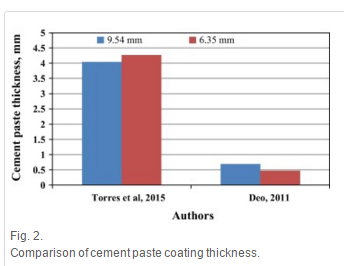 Cement paste thickness, mm
5
4.5
4
3.5
3
2.5
2
1.5
1
0.5
0
9.54 mm
6.35 mm
Torres et al, 2015
Deo, 2011
Authors
Fig. 2.
Comparison of cement paste coating thickness.